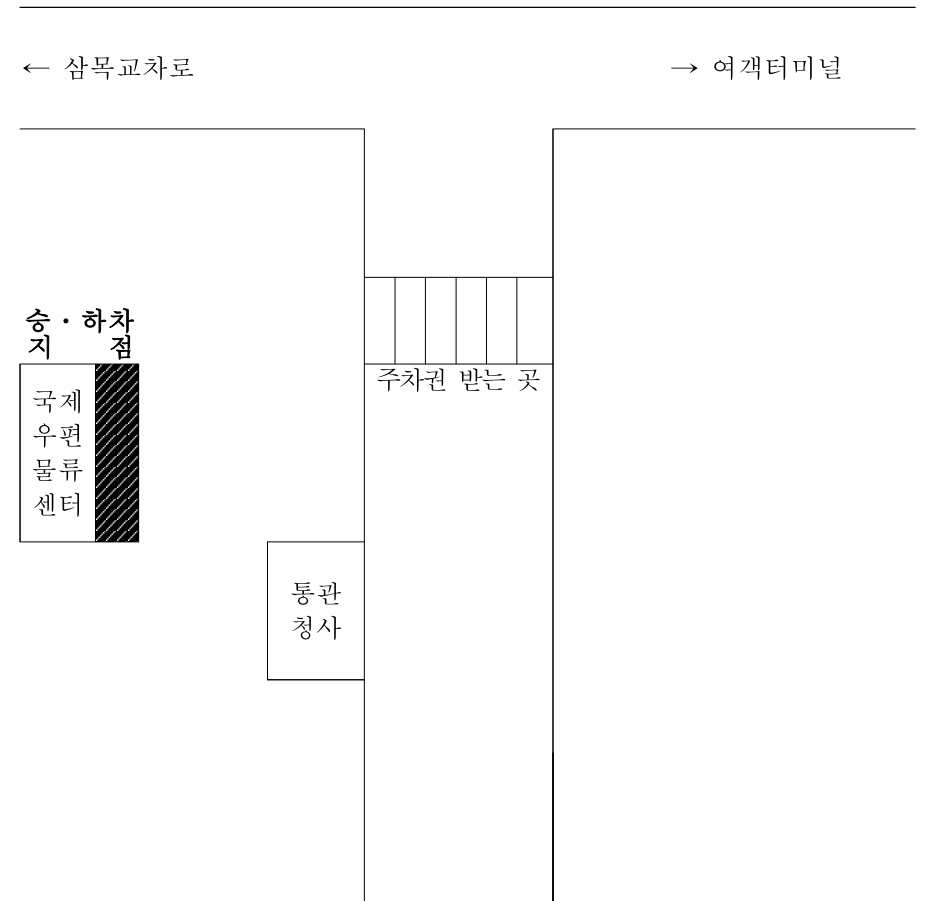 ← 삼목교차로
→ 여객터미널
승·하차
지 점
주차권 받는 곳
국제
우편
물류
센터
통관
청사